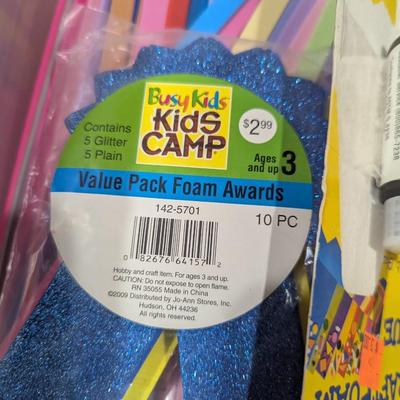 Busy Kids
KidS
CAMP
$2.99
Contains
5 Glitter
5 Plain
Ages
and up 3
Value Pack Foam Awards
142-5701
10 PC
0 82676 64157 2
Hobby and craft item. For ages 3 and up.
CAUTION: Do not expose to open flame.
RN 35055 Made in China
©2009 Distributed by Jo-Ann Stores, Inc.
Hudson, OH 44236
All rights reserved.